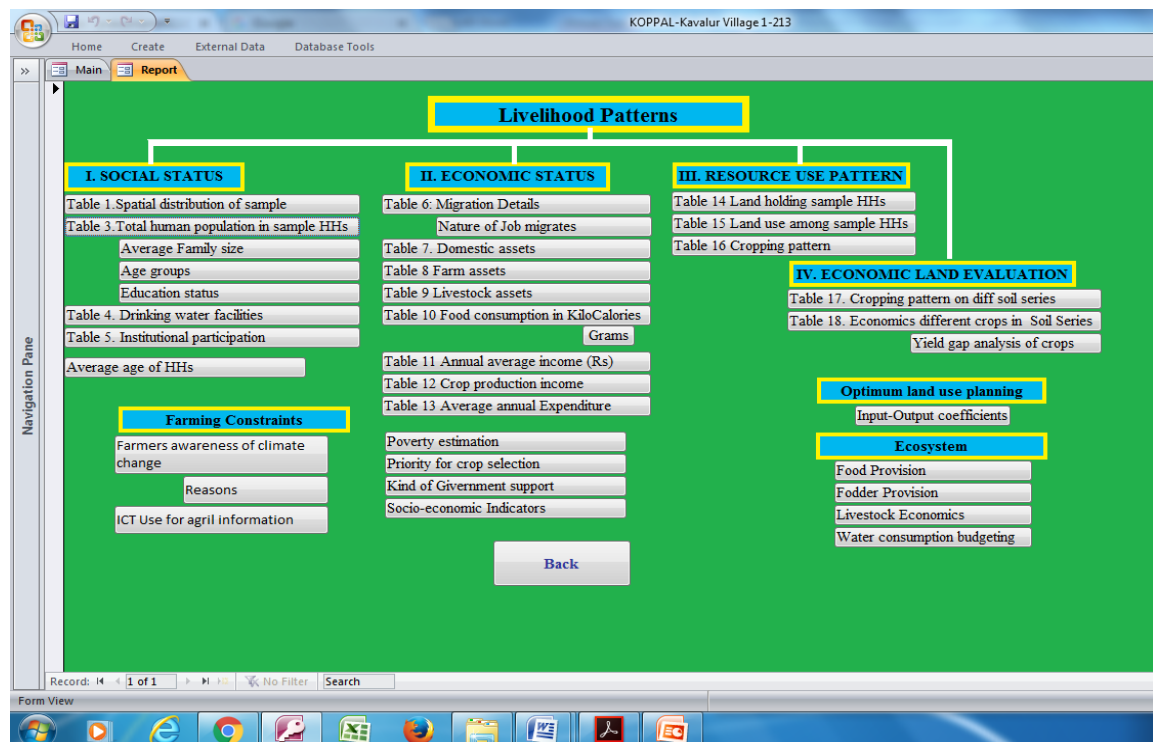 KOPPAL-Kavalur Village 1-213
Home Create External Data Database Tools
Main Report
Navigation Pane
Livelihood Patterns
I. SOCIAL STATUS
Table 1.Spatial distribution of sample
Table 3.Total human population in sample HHs
Average Family size
Age groups
Education status
Table 4. Drinking water facilities
Table 5. Institutional participation
Average age of HHs
Farming Constraints
Farmers awareness of climate
change
Reasons
ICT Use for agril information
II. ECONOMIC STATUS
Table 6: Migration Details
Nature of Job migrates
Table 7. Domestic assets
Table 8 Farm assets
Table 9 Livestock assets
Table 10 Food consumption in KiloCalories
Grams
Table 11 Annual average income (Rs)
Table 12 Crop production income
Table 13 Average annual Expenditure
Poverty estimation
Priority for crop selection
Kind of Givernment support
Socio-economic Indicators
Back
III. RESOURCE USE PATTERN
Table 14 Land holding sample HHs
Table 15 Land use among sample HHs
Table 16 Cropping pattern
IV. ECONOMIC LAND EVALUATION
Table 17. Cropping pattern on diff soil series
Table 18. Economics different crops in Soil Series
Yield gap analysis of crops
Optimum land use planning
Input-Output coefficients
Ecosystem
Food Provision
Fodder Provision
Livestock Economics
Water consumption budgeting
Record: 1 of 1 No Filter Search
Form View